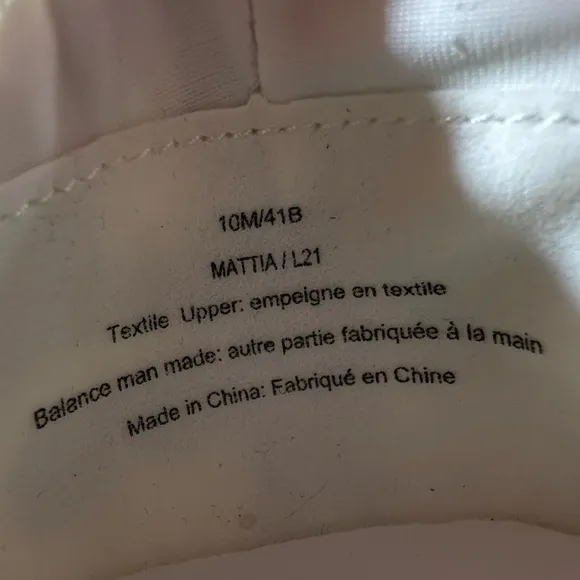 10M/41B
MATTIA / L21
Textile Upper: empeigne en textile
Balance man made: autre partie fabriquée à la main
Made in China: Fabriqué en Chine